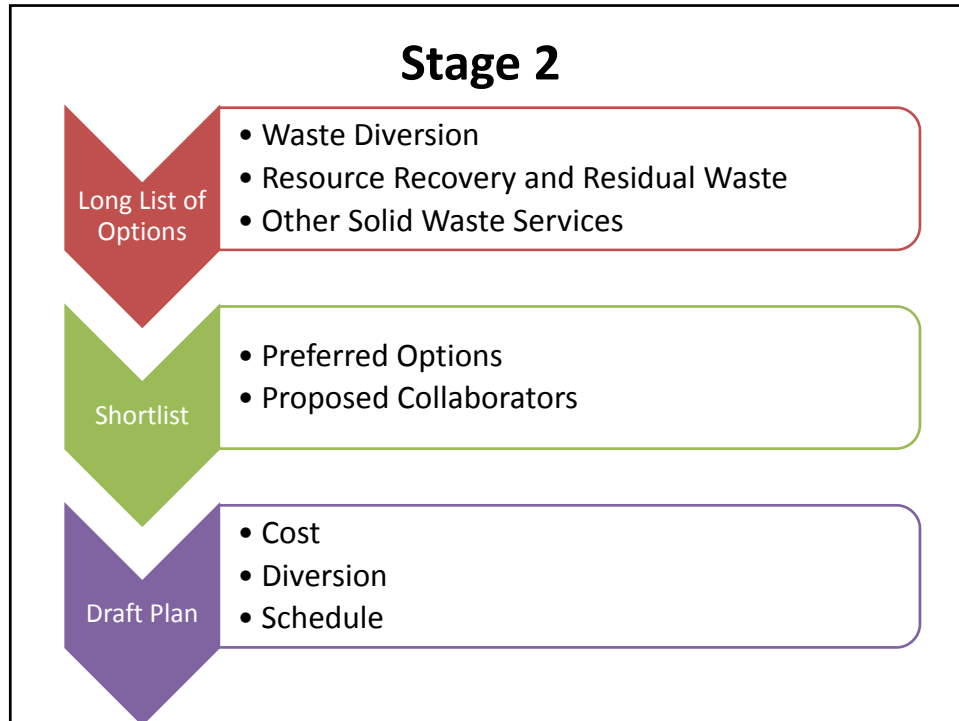 Stage 2
Long List of
Options
• Waste Diversion
• Resource Recovery and Residual Waste
• Other Solid Waste Services
Shortlist
• Preferred Options
• Proposed Collaborators
Draft Plan
• Cost
• Diversion
• Schedule